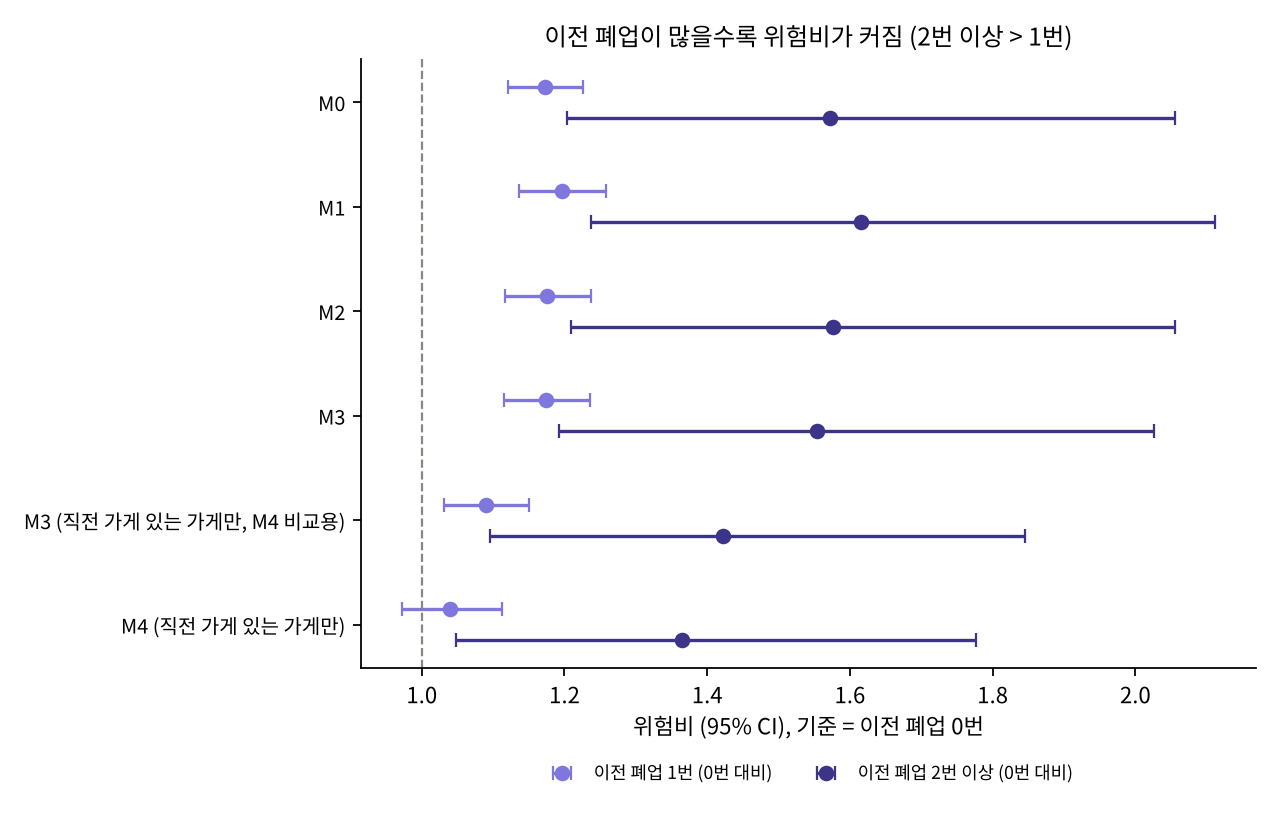 이전 폐업이 많을수록 위험비가 커짐 (2번 이상 > 1번)
M0
M1
M2
M3
M3 (직전 가게 있는 가게만, M4 비교용)
M4 (직전 가게 있는 가게만)
1.0 1.2 1.4 1.6 1.8 2.0
위험비 (95% CI), 기준 = 이전 폐업 0번
이전 폐업 1번 (0번 대비) 이전 폐업 2번 이상 (0번 대비)